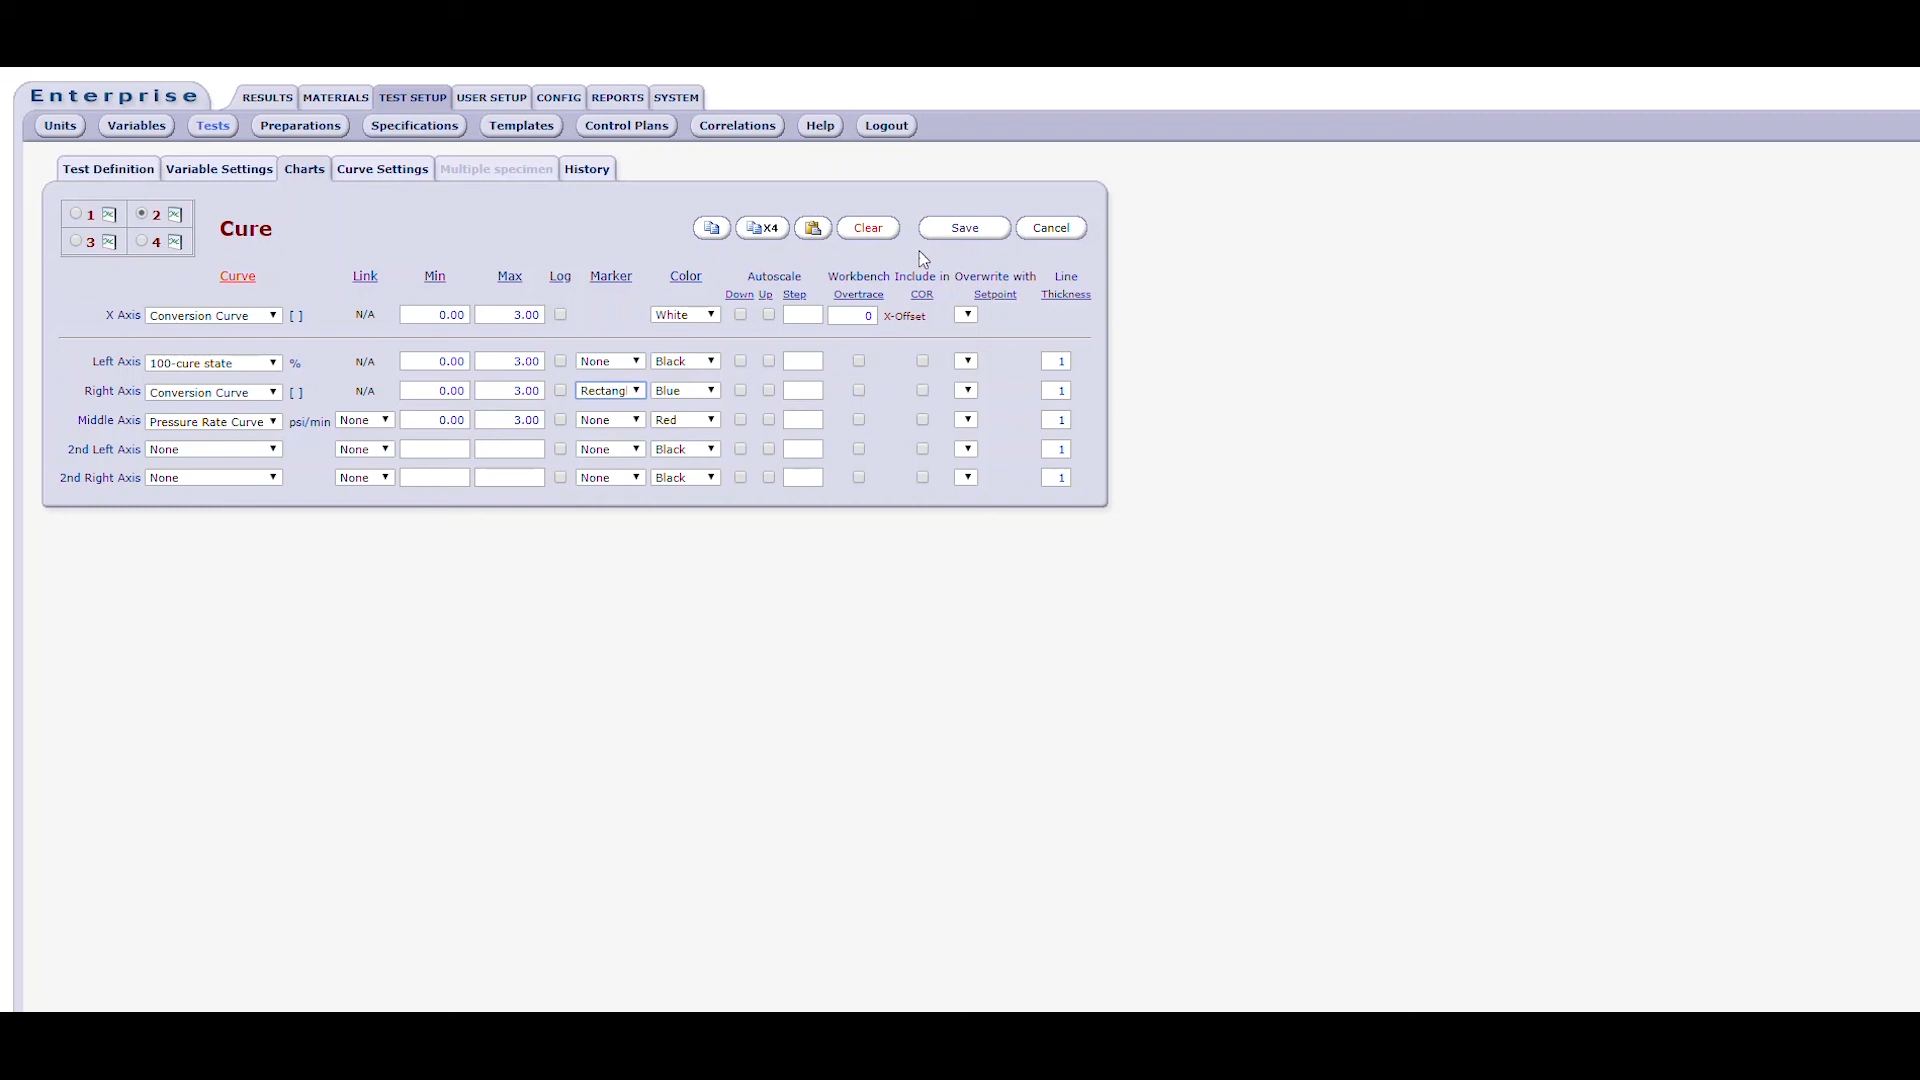 Enterprise
RESULTS MATERIALS TEST SETUP USER SETUP CONFIG REPORTS SYSTEM
Units Variables Tests Preparations Specifications Templates Control Plans Correlations Help Logout
Test Definition Variable Settings Charts Curve Settings Multiple specimen History
1 2
3 4
Cure
X4 Clear Save Cancel
Curve Link Min Max Log Marker Color Autoscale Workbench Include in Overwrite with Line
Down Up Step Overtrace COR Setpoint Thickness
X Axis Conversion Curve [ ] N/A 0.00 3.00 White 0 X-Offset
Left Axis 100-cure state % N/A 0.00 3.00 None Black 1
Right Axis Conversion Curve [ ] N/A 0.00 3.00 Rectang Blue 1
Middle Axis Pressure Rate Curve psi/min None 0.00 3.00 None Red 1
2nd Left Axis None None None Black 1
2nd Right Axis None None None Black 1